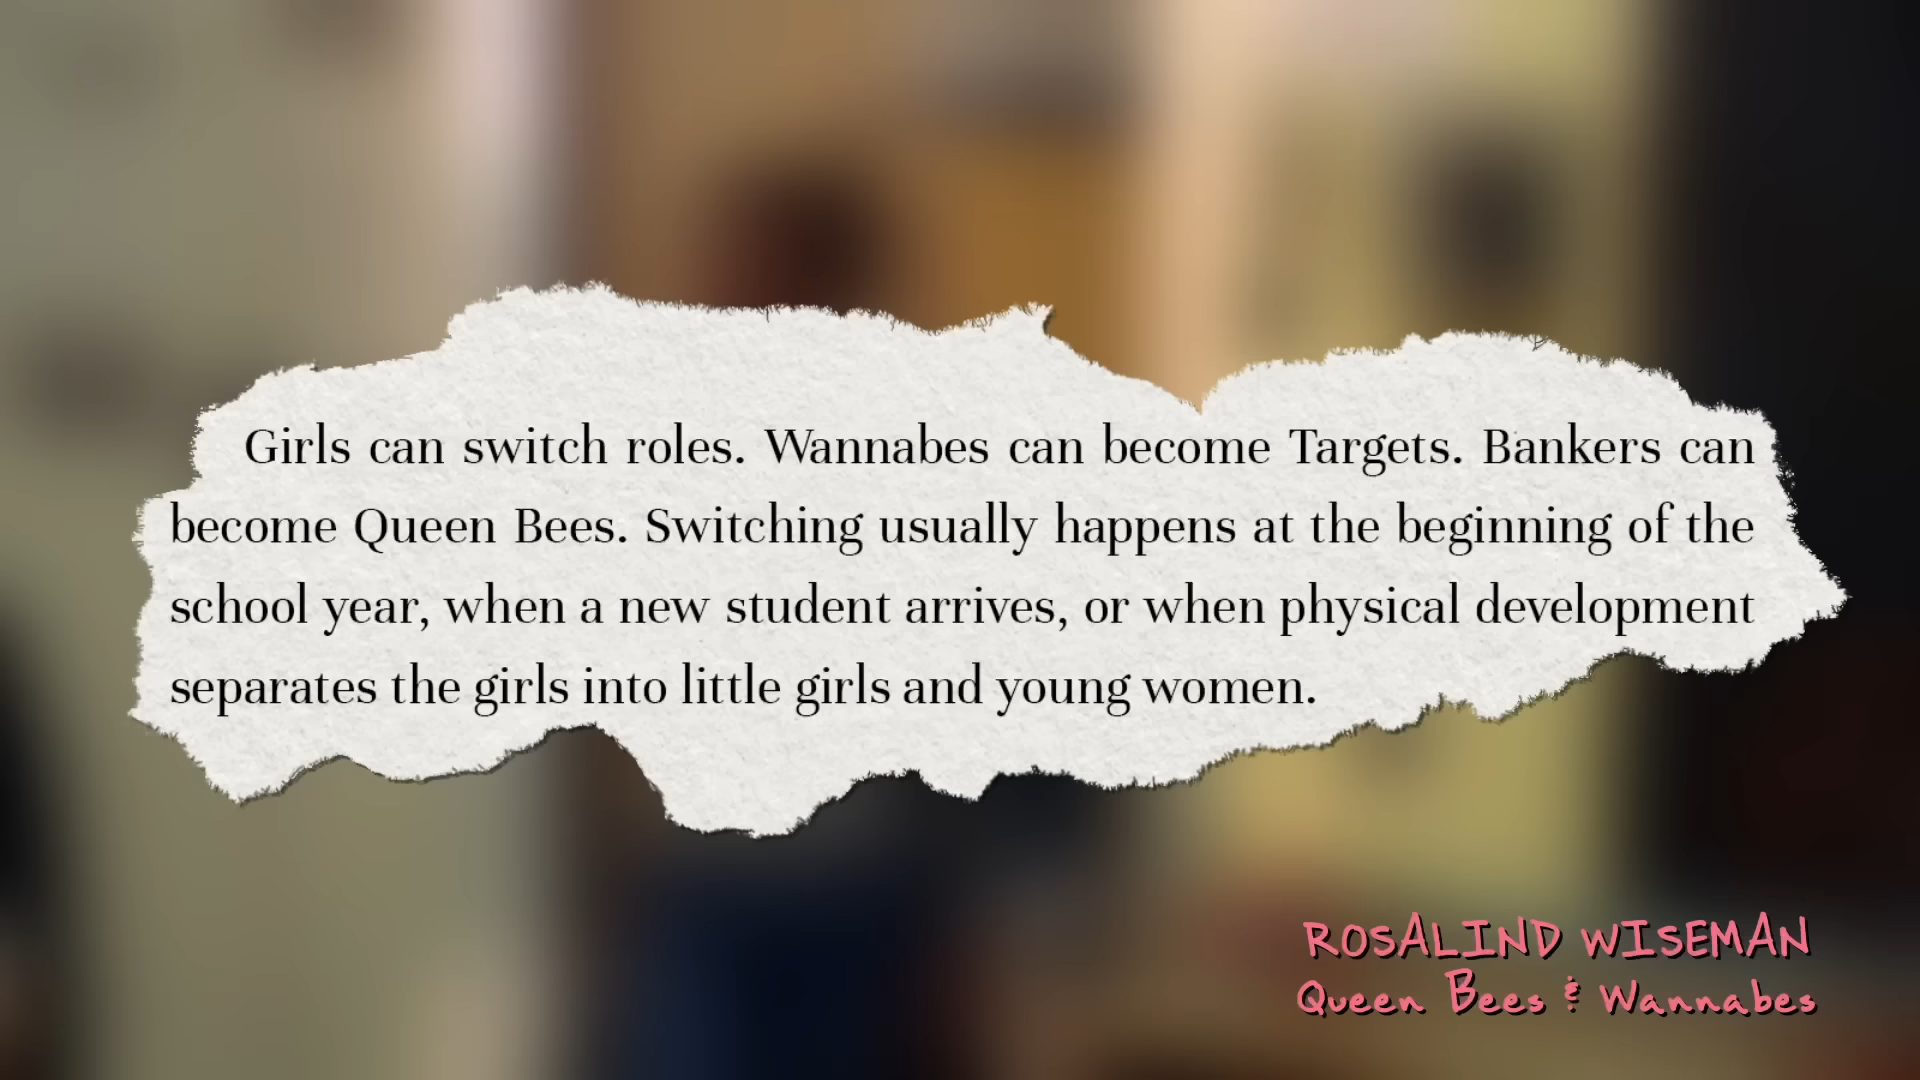 Girls can switch roles. Wannabes can become Targets. Bankers can
become Queen Bees. Switching usually happens at the beginning of the
school year, when a new student arrives, or when physical development
separates the girls into little girls and young women.
ROSALIND WISEMAN
Queen Bees & Wannabes